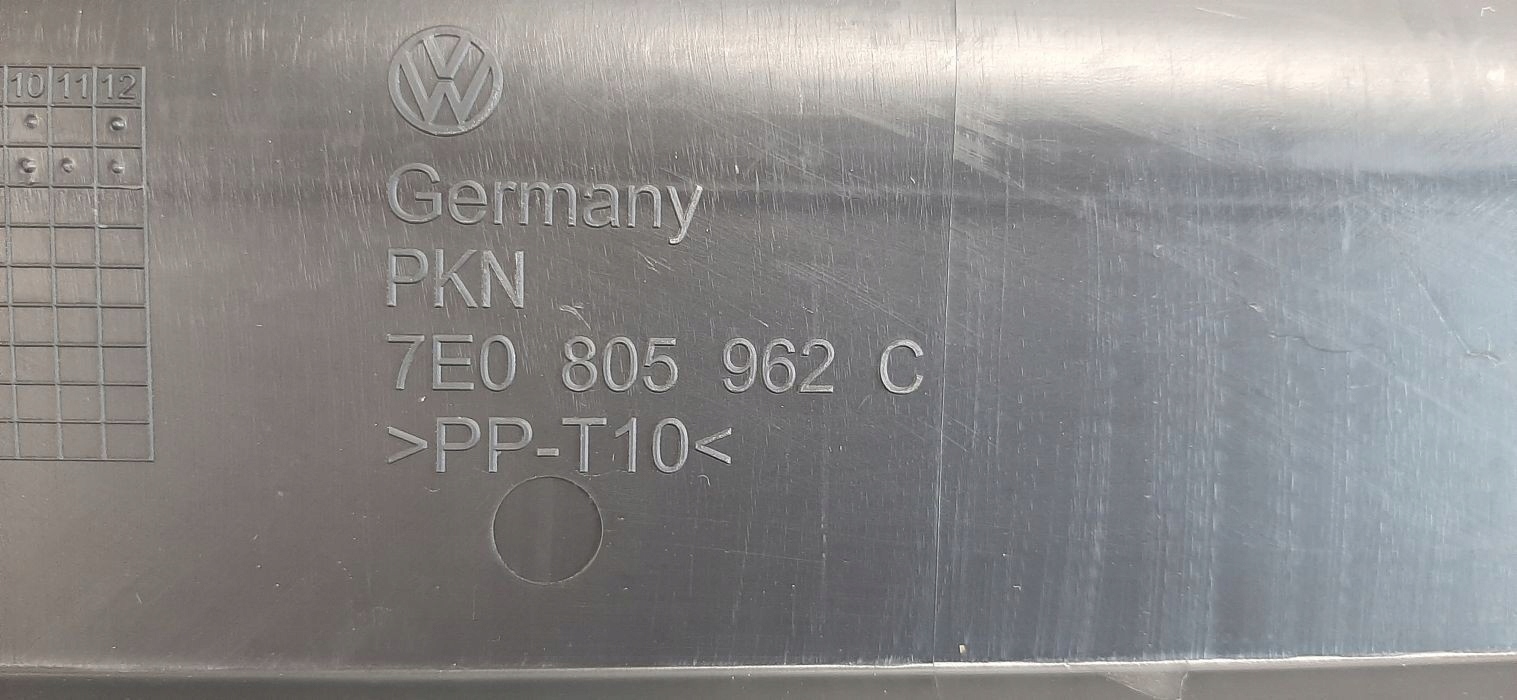 10 11 12
Germany
PKN
7E0 805 962 C
>PP-T10<